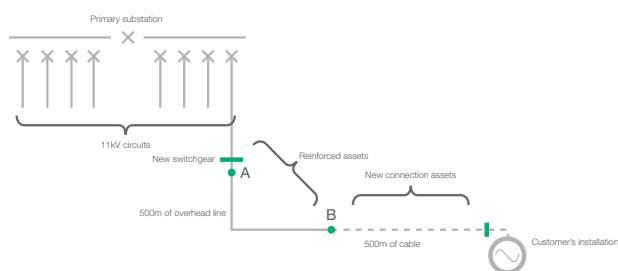 Primary substation
11kV circuits
New switchgear
A
Reinforced assets
New connection assets
500m of overhead line
B
500m of cable
Customer's installation